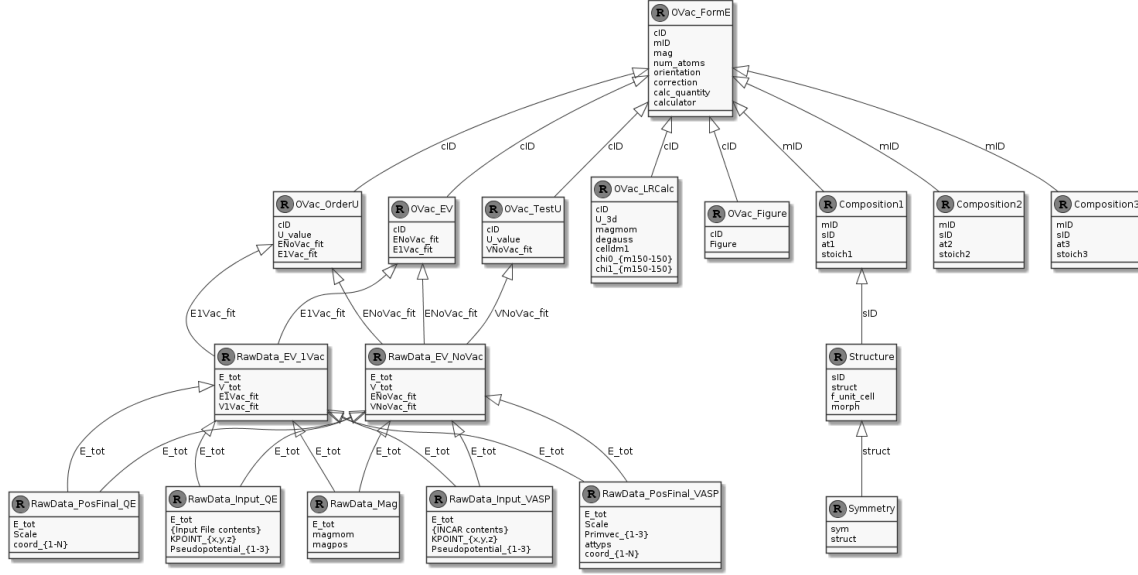 R OVac_FormE
cID
mID
mag
num_atoms
orientation
correction
calc_quantity
calculator
cID
cID
cID
cID
cID
mID
mID
mID
R OVac_OrderU
cID
U_value
ENoVac_fit
E1Vac_fit
R OVac_EV
cID
ENoVac_fit
E1Vac_fit
R OVac_TestU
cID
U_value
VNoVac_fit
R OVac_LRCalc
cID
U_3d
magmom
degauss
celldm1
chi0_{m150-150}
chi1_{m150-150}
R OVac_Figure
cID
Figure
R Composition1
mID
sID
at1
stoich1
R Composition2
mID
sID
at2
stoich2
R Composition3
mID
sID
at3
stoich3
E1Vac_fit
E1Vac_fit
ENoVac_fit
ENoVac_fit
VNoVac_fit
sID
R RawData_EV_1Vac
E_tot
V_tot
E1Vac_fit
V1Vac_fit
R RawData_EV_NoVac
E_tot
V_tot
ENoVac_fit
VNoVac_fit
R Structure
sID
struct
f_unit_cell
morph
E_tot
E_tot
E_tot
E_tot
E_tot
E_tot
E_tot
E_tot
E_tot
E_tot
struct
R RawData_PosFinal_QE
E_tot
Scale
coord_{1-N}
R RawData_Input_QE
E_tot
{Input File contents}
KPOINT_{x,y,z}
Pseudopotential_{1-3}
R RawData_Mag
E_tot
magmom
magpos
R RawData_Input_VASP
E_tot
{INCAR contents}
KPOINT_{x,y,z}
Pseudopotential_{1-3}
R RawData_PosFinal_VASP
E_tot
Scale
Primvec_{1-3}
attyps
coord_{1-N}
R Symmetry
sym
struct